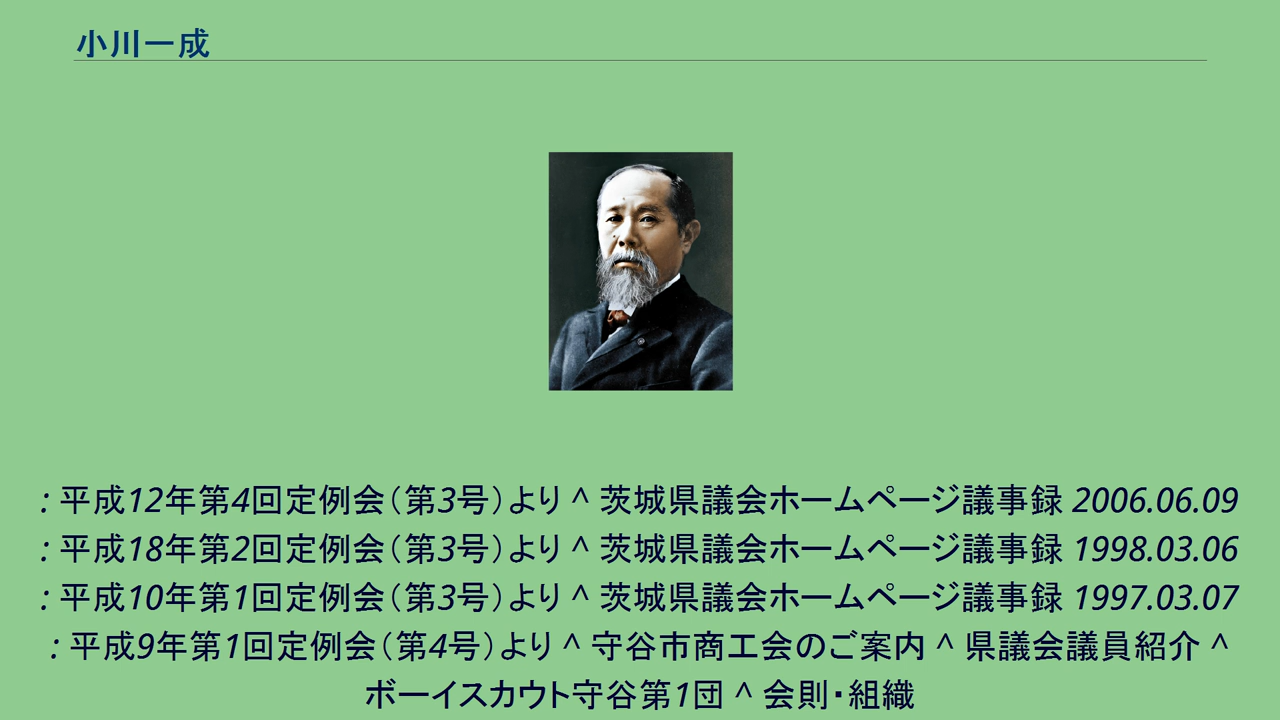 小川一成
: 平成12年第4回定例会（第3号）より ^ 茨城県議会ホームページ議事録 2006.06.09
: 平成18年第2回定例会（第3号）より ^ 茨城県議会ホームページ議事録 1998.03.06
: 平成10年第1回定例会（第3号）より ^ 茨城県議会ホームページ議事録 1997.03.07
: 平成9年第1回定例会（第4号）より ^ 守谷市商工会のご案内 ^ 県議会議員紹介 ^
ボーイスカウト守谷第1団 ^ 会則・組織